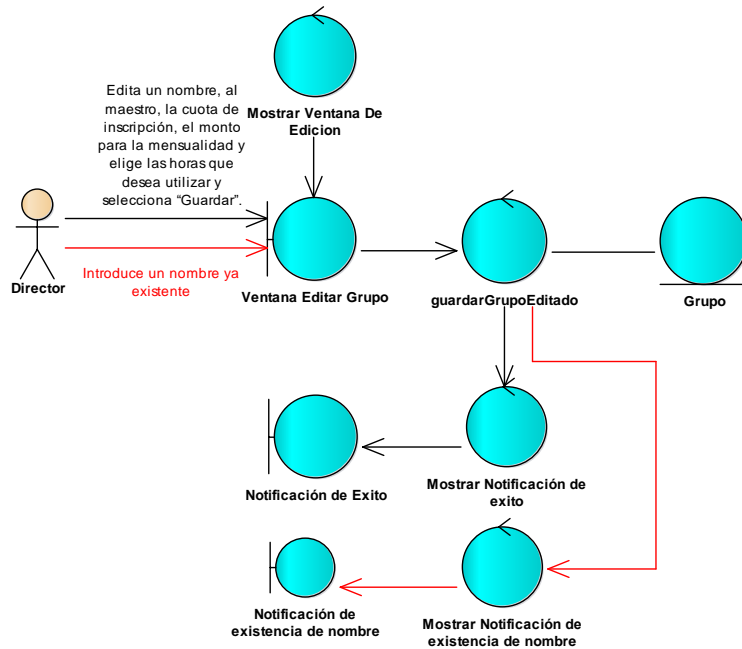 Mostrar Ventana De
Edicion
Edita un nombre, al
maestro, la cuota de
inscripción, el monto
para la mensualidad y
elige las horas que
desea utilizar y
selecciona “Guardar”.
Director
Introduce un nombre ya
existente
Ventana Editar Grupo
guardarGrupoEditado
Grupo
Notificación de Exito
Mostrar Notificación de
exito
Notificación de
existencia de nombre
Mostrar Notificación de
existencia de nombre